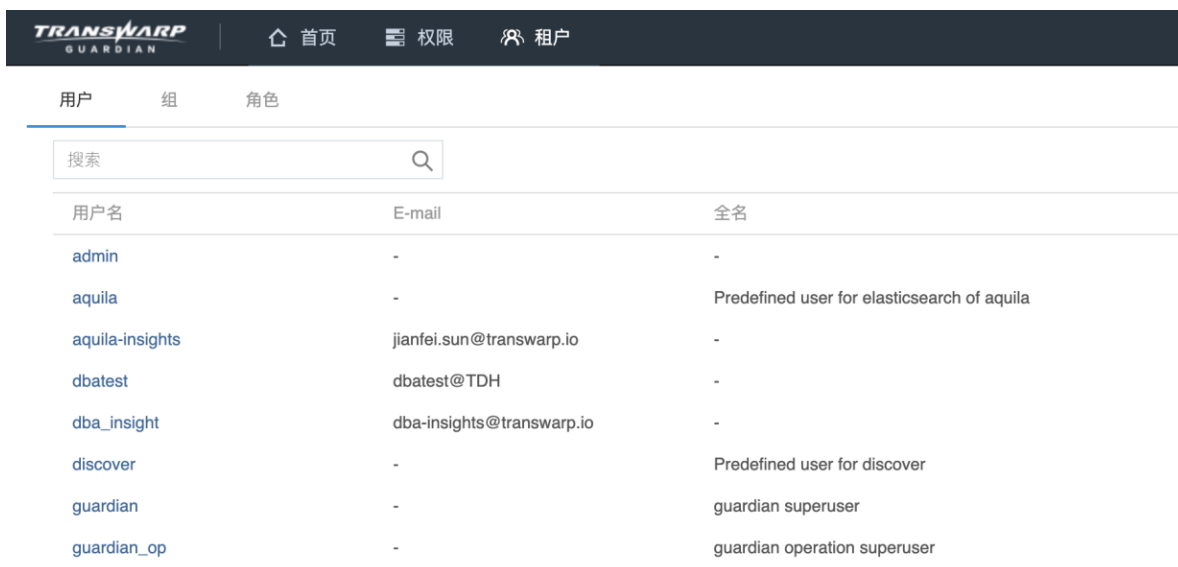 TRANSWARP
GUARDIAN
首页 权限 租户
用户 组 角色
搜索
用户名 E-mail 全名
admin - -
aquila - Predefined user for elasticsearch of aquila
aquila-insights jianfei.sun@transwarp.io -
dbatest dbatest@TDH -
dba_insight dba-insights@transwarp.io -
discover - Predefined user for discover
guardian - guardian superuser
guardian_op - guardian operation superuser